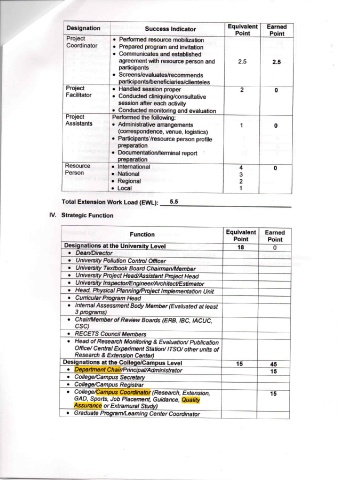 Designation Success Indicator Equivalent Point Earned Point
Project Coordinator
• Performed resource mobilization
• Prepared program and invitation
• Communicates and established
agreement with resource person and
participants
• Screens/evaluates/recommends
participants/beneficiaries/clienteles
2.5 2.5
Project Facilitator
• Handled session proper
• Conducted cliniquing/consultative
session after each activity
• Conducted monitoring and evaluation
2 0
Project Assistants
Performed the following:
• Administrative arrangements
(correspondence, venue, logistics)
• Participants'/resource person profile
preparation
• Documentation/terminal report
preparation
1 0
Resource Person
• International 4 0
• National 3
• Regional 2
• Local 1
Total Extension Work Load (EWL): 5.5
IV. Strategic Function
Function Equivalent Point Earned Point
Designations at the University Level 18 0
• Dean/Director
• University Pollution Control Officer
• University Textbook Board Chairman/Member
• University Project Head/Assistant Project Head
• University Inspector/Engineer/Architect/Estimator
• Head, Physical Planning/Project Implementation Unit
• Curricular Program Head
• Internal Assessment Body Member (Evaluated at least
3 programs)
• Chair/Member of Review Boards (ERB, IBC, IACUC,
CSC)
• RECETS Council Members
• Head of Research Monitoring & Evaluation/ Publication
Office/ Central Experiment Station/ ITSO/ other units of
Research & Extension Center)
Designations at the College/Campus Level 15 45
• Department Chair/Principal/Administrator 15
• College/Campus Secretary
• College/Campus Registrar
• College/Campus Coordinator (Research, Extension, 15
GAD, Sports, Job Placement, Guidance, Quality
Assurance or Extramural Study)
• Graduate Program/Learning Center Coordinator